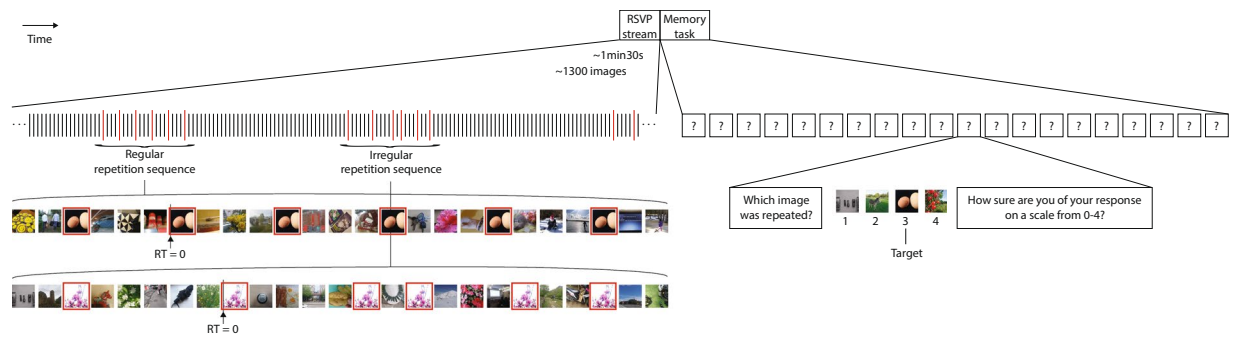 RSVP
stream
Memory
task
Time
~1min30s
~1300 images
...
...
? ? ? ? ? ? ? ? ? ? ? ? ? ? ? ? ? ? ? ?
Regular
repetition sequence
Irregular
repetition sequence
Which image
was repeated?
1 2 3 4
Target
How sure are you of your response
on a scale from 0-4?
RT = 0
RT = 0